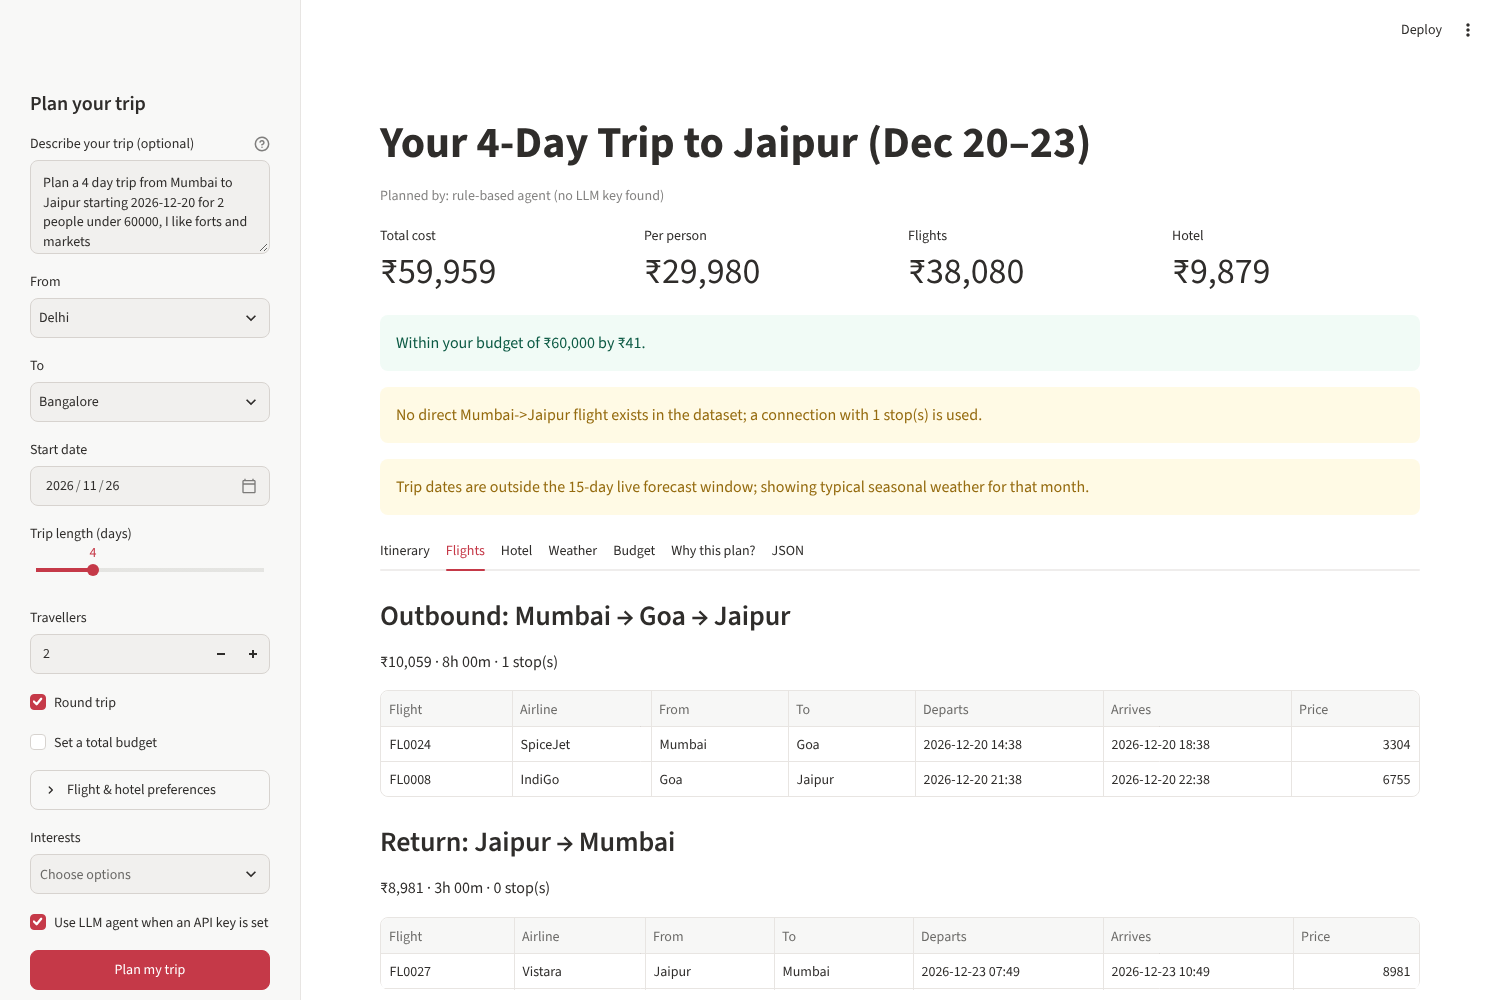 Deploy
Plan your trip
Describe your trip (optional)
Plan a 4 day trip from Mumbai to
Jaipur starting 2026-12-20 for 2
people under 60000, I like forts and
markets
From
Delhi
To
Bangalore
Start date
2026 / 11 / 26
Trip length (days)
4
Travellers
2
Round trip
Set a total budget
Flight & hotel preferences
Interests
Choose options
Use LLM agent when an API key is set
Plan my trip
Your 4-Day Trip to Jaipur (Dec 20–23)
Planned by: rule-based agent (no LLM key found)
Total cost Per person Flights Hotel
₹59,959 ₹29,980 ₹38,080 ₹9,879
Within your budget of ₹60,000 by ₹41.
No direct Mumbai->Jaipur flight exists in the dataset; a connection with 1 stop(s) is used.
Trip dates are outside the 15-day live forecast window; showing typical seasonal weather for that month.
Itinerary Flights Hotel Weather Budget Why this plan? JSON
Outbound: Mumbai → Goa → Jaipur
₹10,059 · 8h 00m · 1 stop(s)
Flight Airline From To Departs Arrives Price
FL0024 SpiceJet Mumbai Goa 2026-12-20 14:38 2026-12-20 18:38 3304
FL0008 IndiGo Goa Jaipur 2026-12-20 21:38 2026-12-20 22:38 6755
Return: Jaipur → Mumbai
₹8,981 · 3h 00m · 0 stop(s)
Flight Airline From To Departs Arrives Price
FL0027 Vistara Jaipur Mumbai 2026-12-23 07:49 2026-12-23 10:49 8981